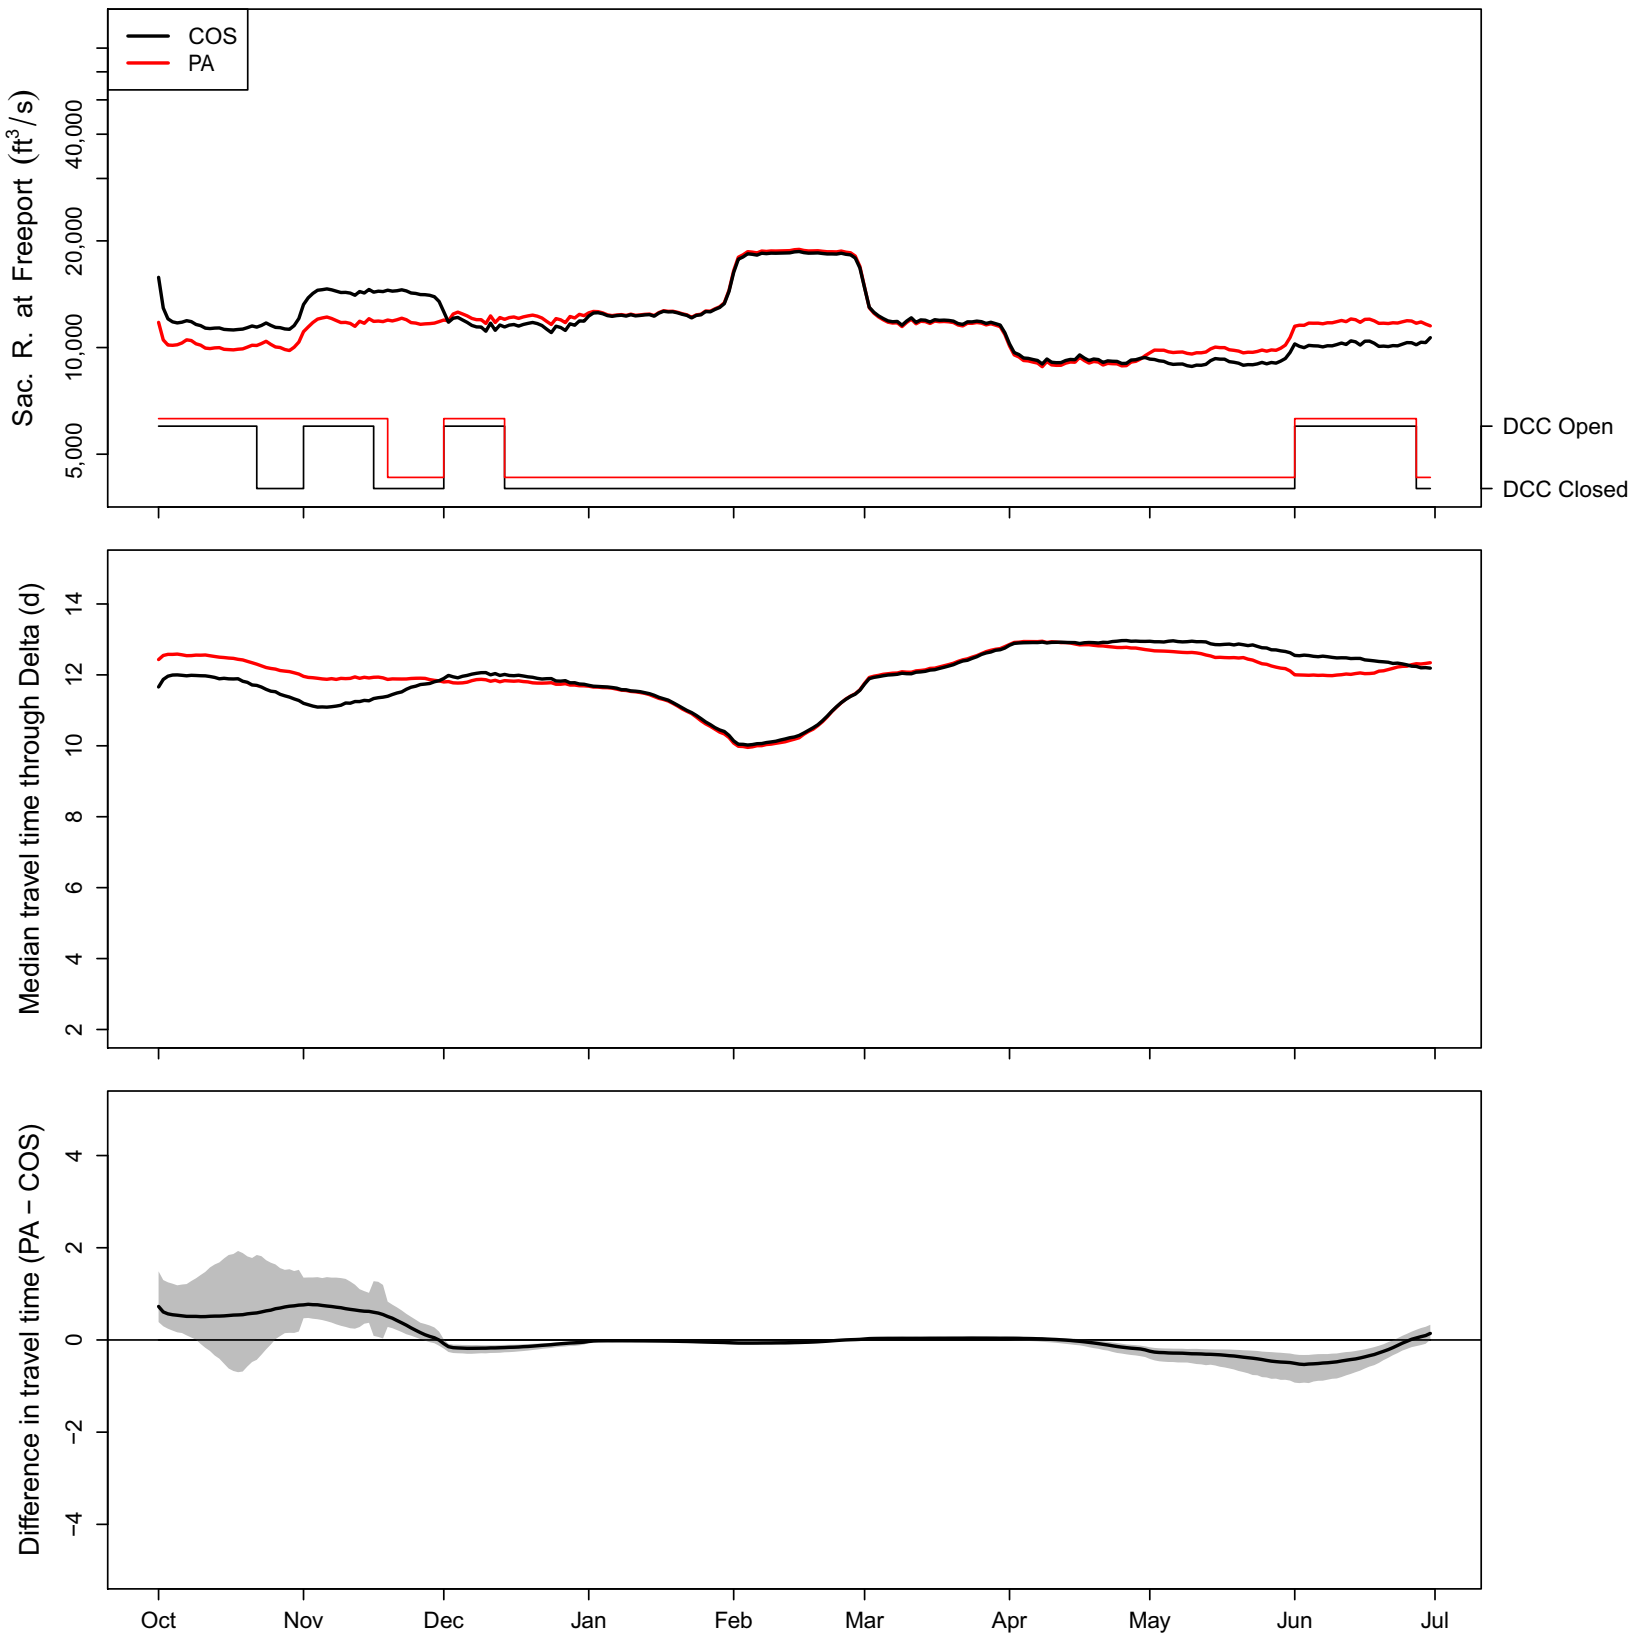 COS
PA
Sac. R. at Freeport (ft³/s)
40,000
20,000
10,000
5,000
DCC Open
DCC Closed
Median travel time through Delta (d)
14
12
10
8
6
4
2
Difference in travel time (PA − COS)
4
2
0
−2
−4
Oct Nov Dec Jan Feb Mar Apr May Jun Jul